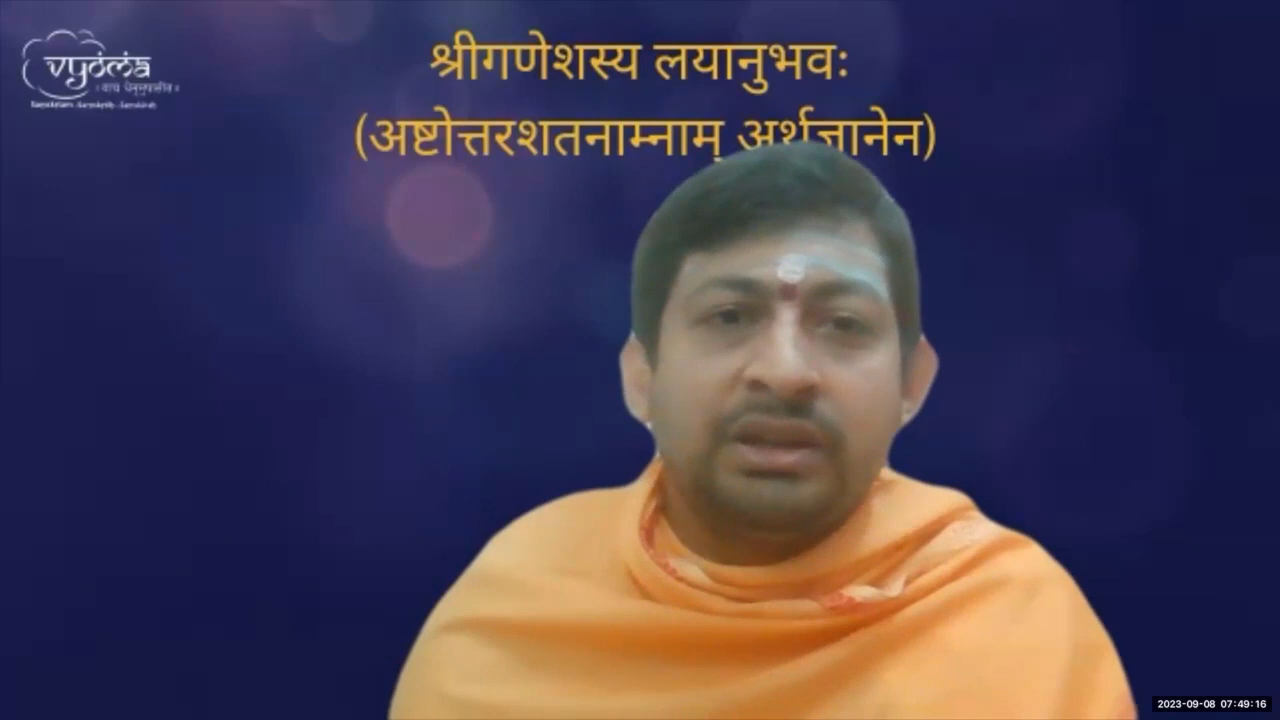 vyoma
श्रीगणेशस्य लयानुभवः
(अष्टोत्तरशतनाम्नाम् अर्थज्ञानेन)
2023-09-08 07:49:16